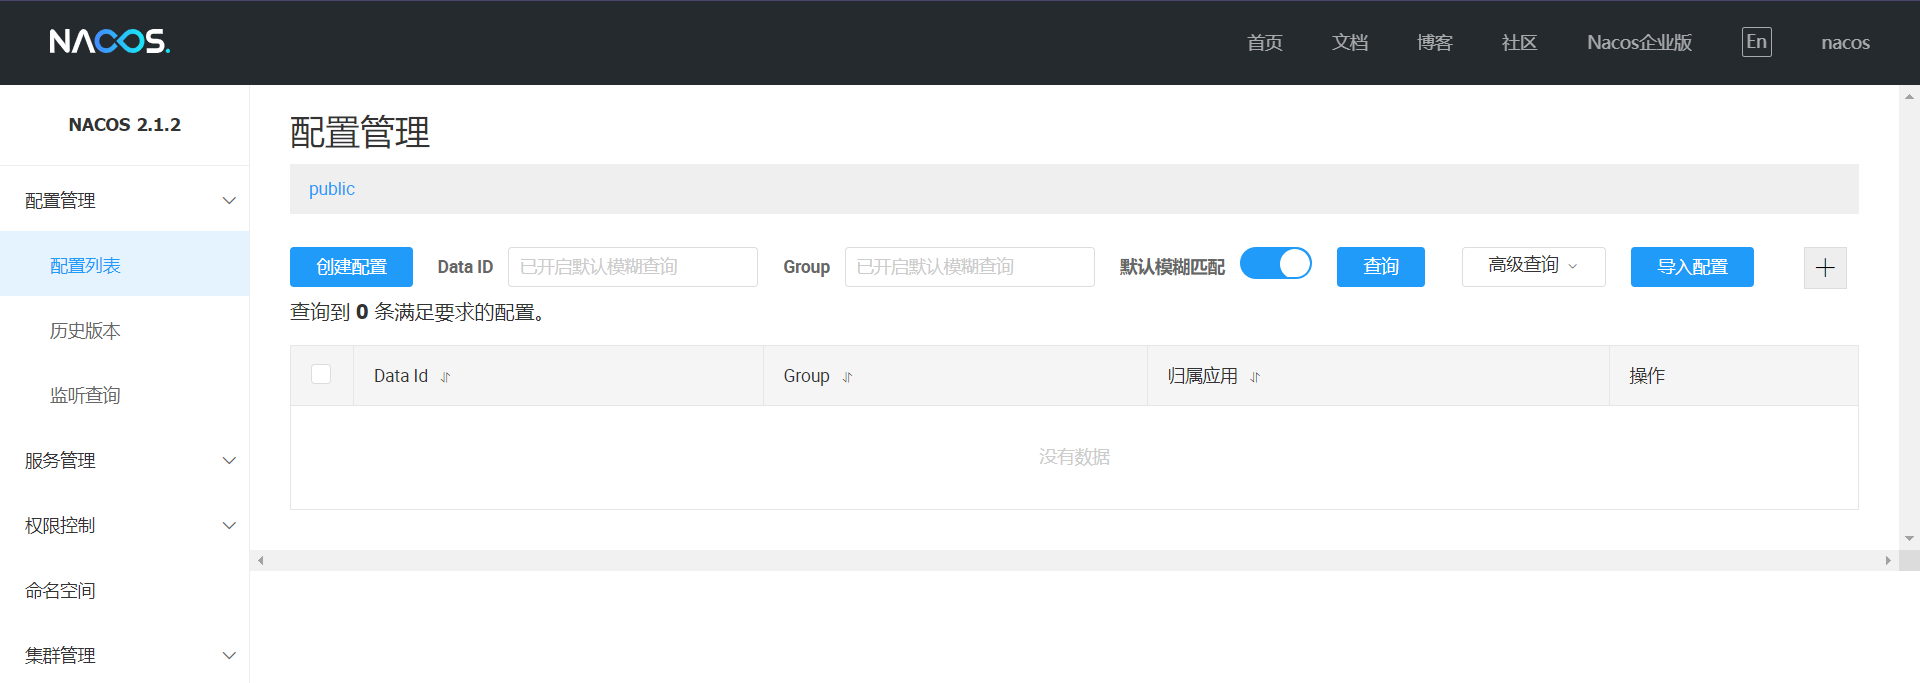 NACOS. 首页 文档 博客 社区 Nacos企业版 En nacos
NACOS 2.1.2
配置管理
配置列表
历史版本
监听查询
服务管理
权限控制
命名空间
集群管理
配置管理
public
创建配置 Data ID 已开启默认模糊查询 Group 已开启默认模糊查询 默认模糊匹配 查询 高级查询 导入配置
查询到 0 条满足要求的配置。
Data Id Group 归属应用 操作
没有数据